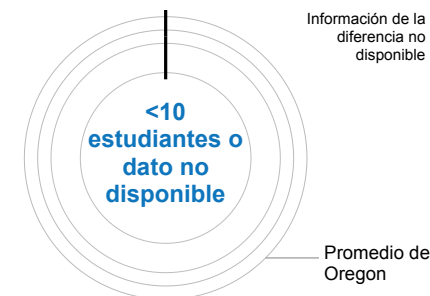 Información de la
diferencia no
disponible
<10
estudiantes o
dato no
disponible
Promedio de
Oregon